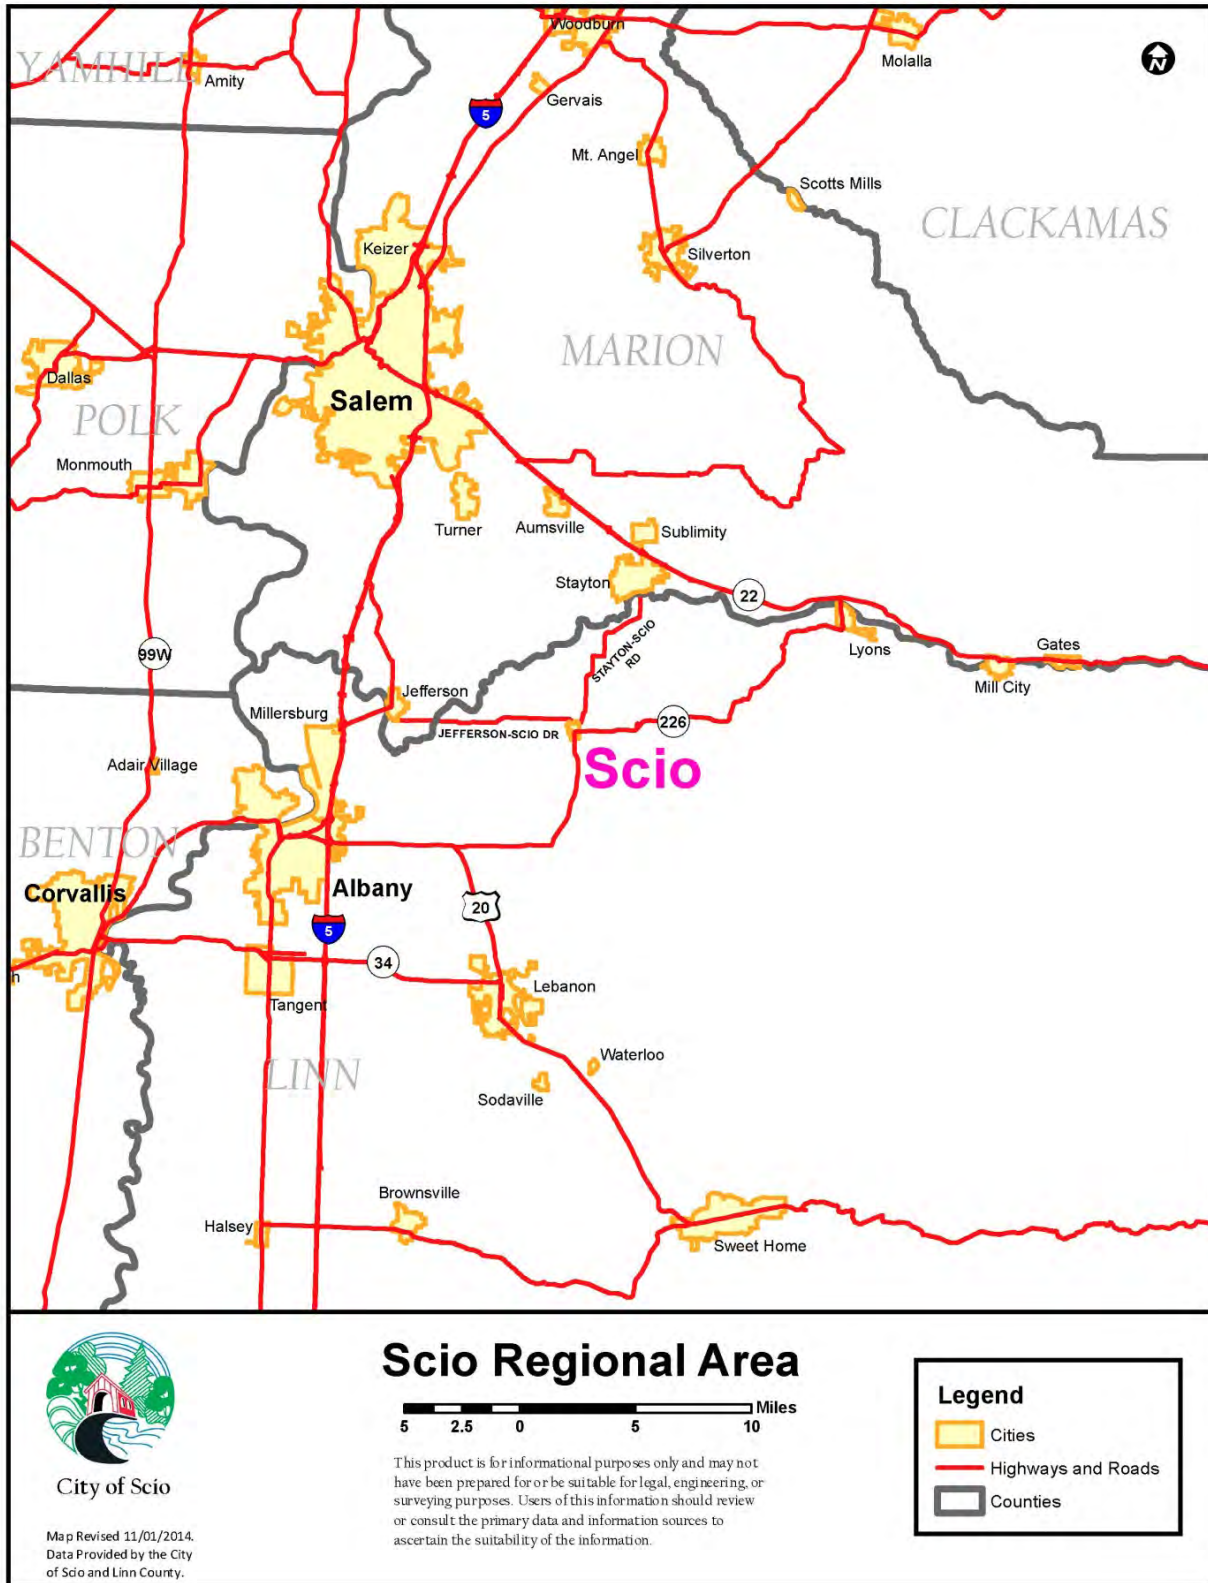 Woodburn
Molalla
N
YAMHILL
Amity
Gervais
5
Mt. Angel
Scotts Mills
CLACKAMAS
Keizer
Silverton
MARION
Dallas
Salem
POLK
Monmouth
Turner
Aumsville
Sublimity
Stayton
22
STAYTON-SCIO
RD
99W
Lyons
Gates
Mill City
Jefferson
Millersburg
226
JEFFERSON-SCIO DR
Scio
Adair Village
BENTON
Corvallis
Albany
20
5
34
h
Lebanon
Tangent
Waterloo
LINN
Sodaville
Brownsville
Halsey
Sweet Home
City of Scio
Map Revised 11/01/2014.
Data Provided by the City
of Scio and Linn County.
Scio Regional Area
Miles
5 2.5 0 5 10
This product is for informational purposes only and may not
have been prepared for or be suitable for legal, engineering, or
surveying purposes. Users of this information should review
or consult the primary data and information sources to
ascertain the suitability of the information.
Legend
Cities
Highways and Roads
Counties